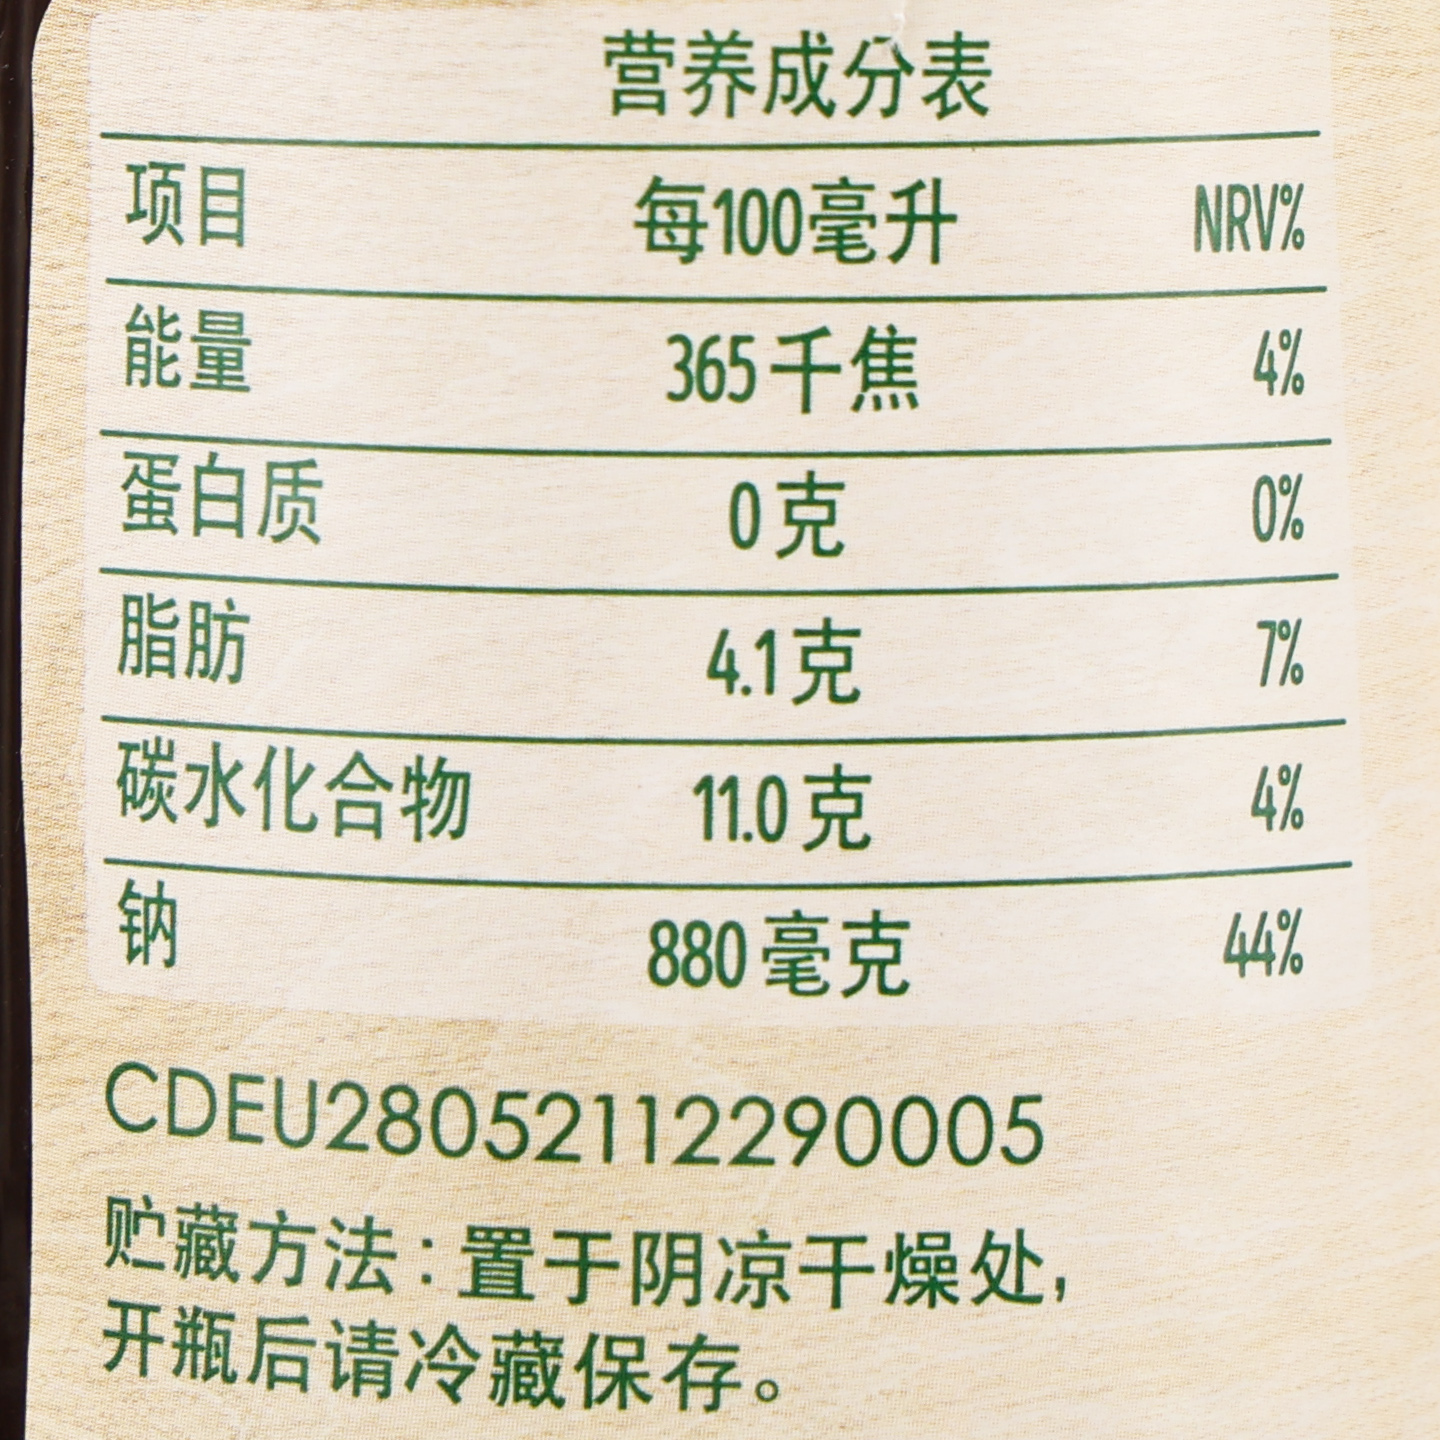 营养成分表
项目 每100毫升 NRV%
能量 365千焦 4%
蛋白质 0克 0%
脂肪 4.1克 7%
碳水化合物 11.0克 4%
钠 880毫克 44%
CDEU28052112290005
贮藏方法:置于阴凉干燥处,
开瓶后请冷藏保存。